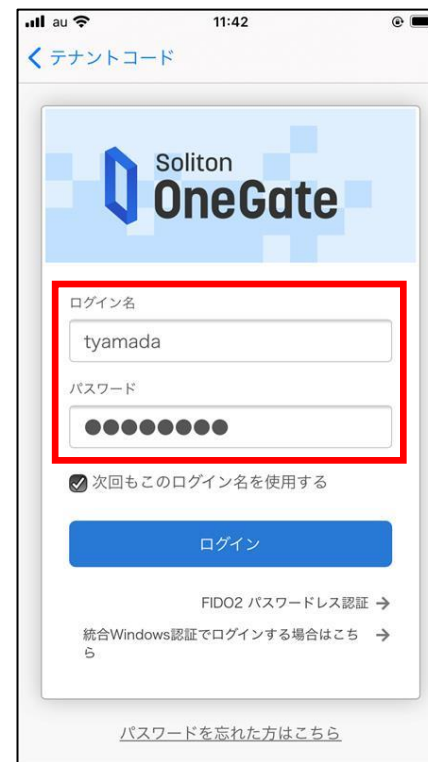 au 11:42
テナントコード
Soliton
OneGate
ログイン名
tyamada
パスワード
●●●●●●●●
次回もこのログイン名を使用する
ログイン
FIDO2 パスワードレス認証 →
統合Windows認証でログインする場合はこち →
ら
パスワードを忘れた方はこちら